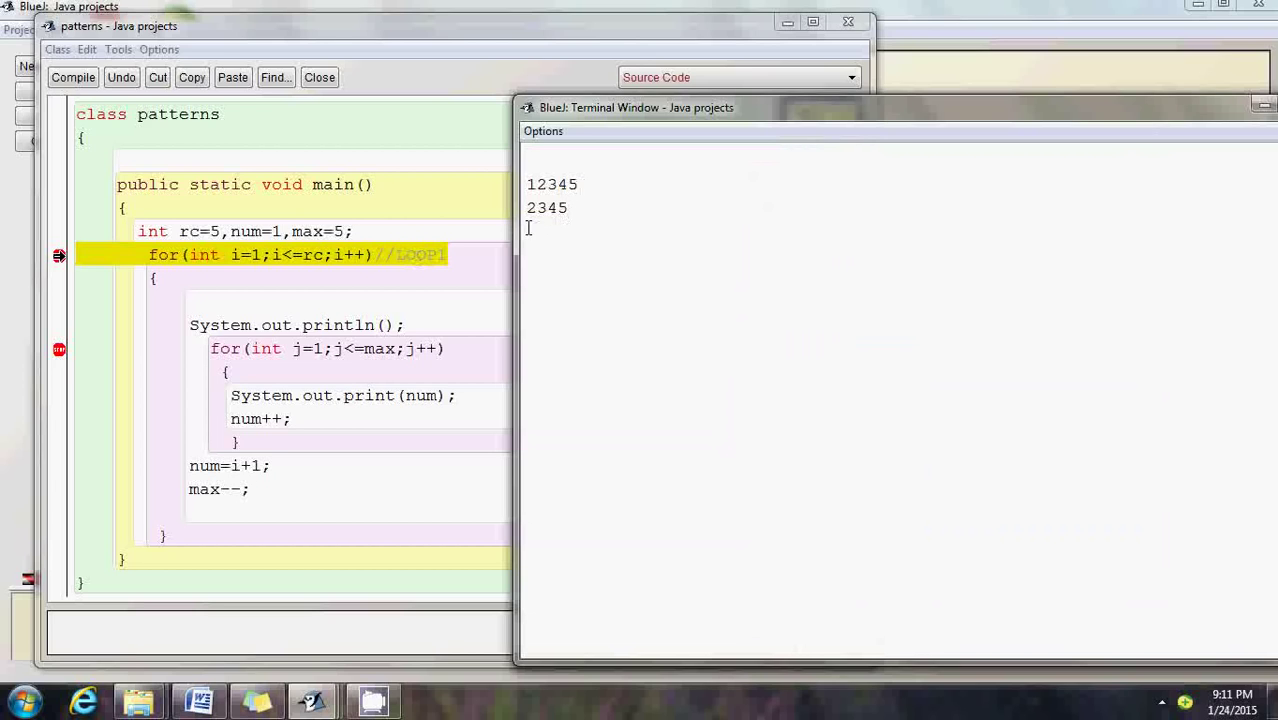 BlueJ: Java projects
patterns - Java projects
Class Edit Tools Options
Compile Undo Cut Copy Paste Find... Close Source Code
class patterns
{
public static void main()
{
int rc=5,num=1,max=5;
for(int i=1;i<=rc;i++)//LOOP1
{
System.out.println();
for(int j=1;j<=max;j++)
{
System.out.print(num);
num++;
}
num=i+1;
max--;
}
}
}
BlueJ: Terminal Window - Java projects
Options
12345
2345
9:11 PM
1/24/2015